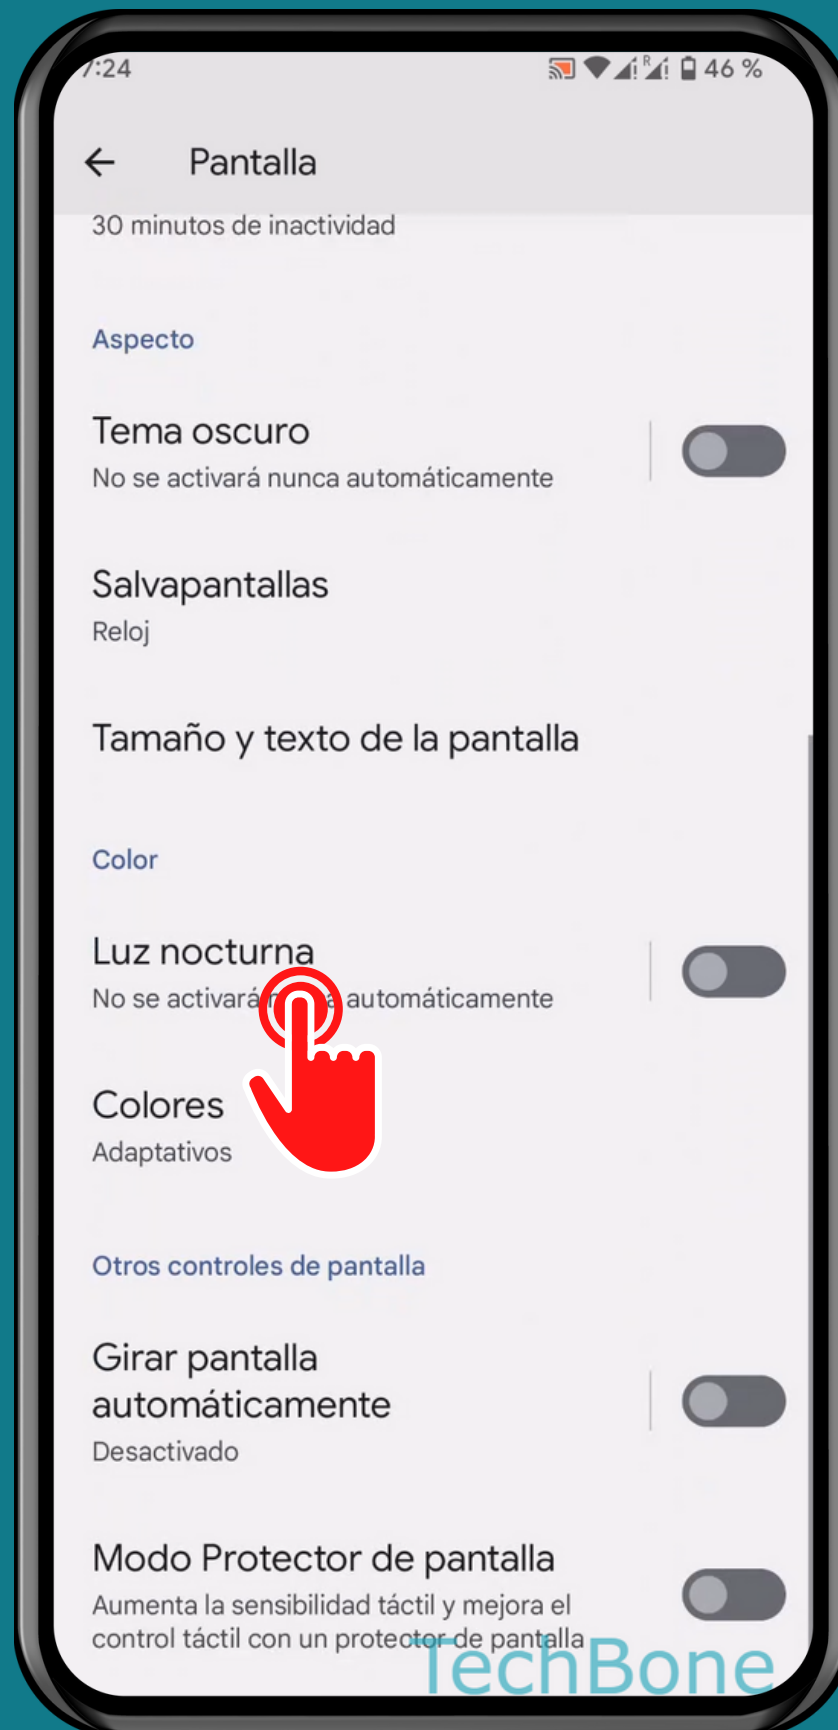 7:24
R
46 %
Pantalla
30 minutos de inactividad
Aspecto
Tema oscuro
No se activará nunca automáticamente
Salvapantallas
Reloj
Tamaño y texto de la pantalla
Color
Luz nocturna
No se activará automáticamente
Colores
Adaptativos
Otros controles de pantalla
Girar pantalla
automáticamente
Desactivado
Modo Protector de pantalla
Aumenta la sensibilidad táctil y mejora el
control táctil con un protector de pantalla
TechBone